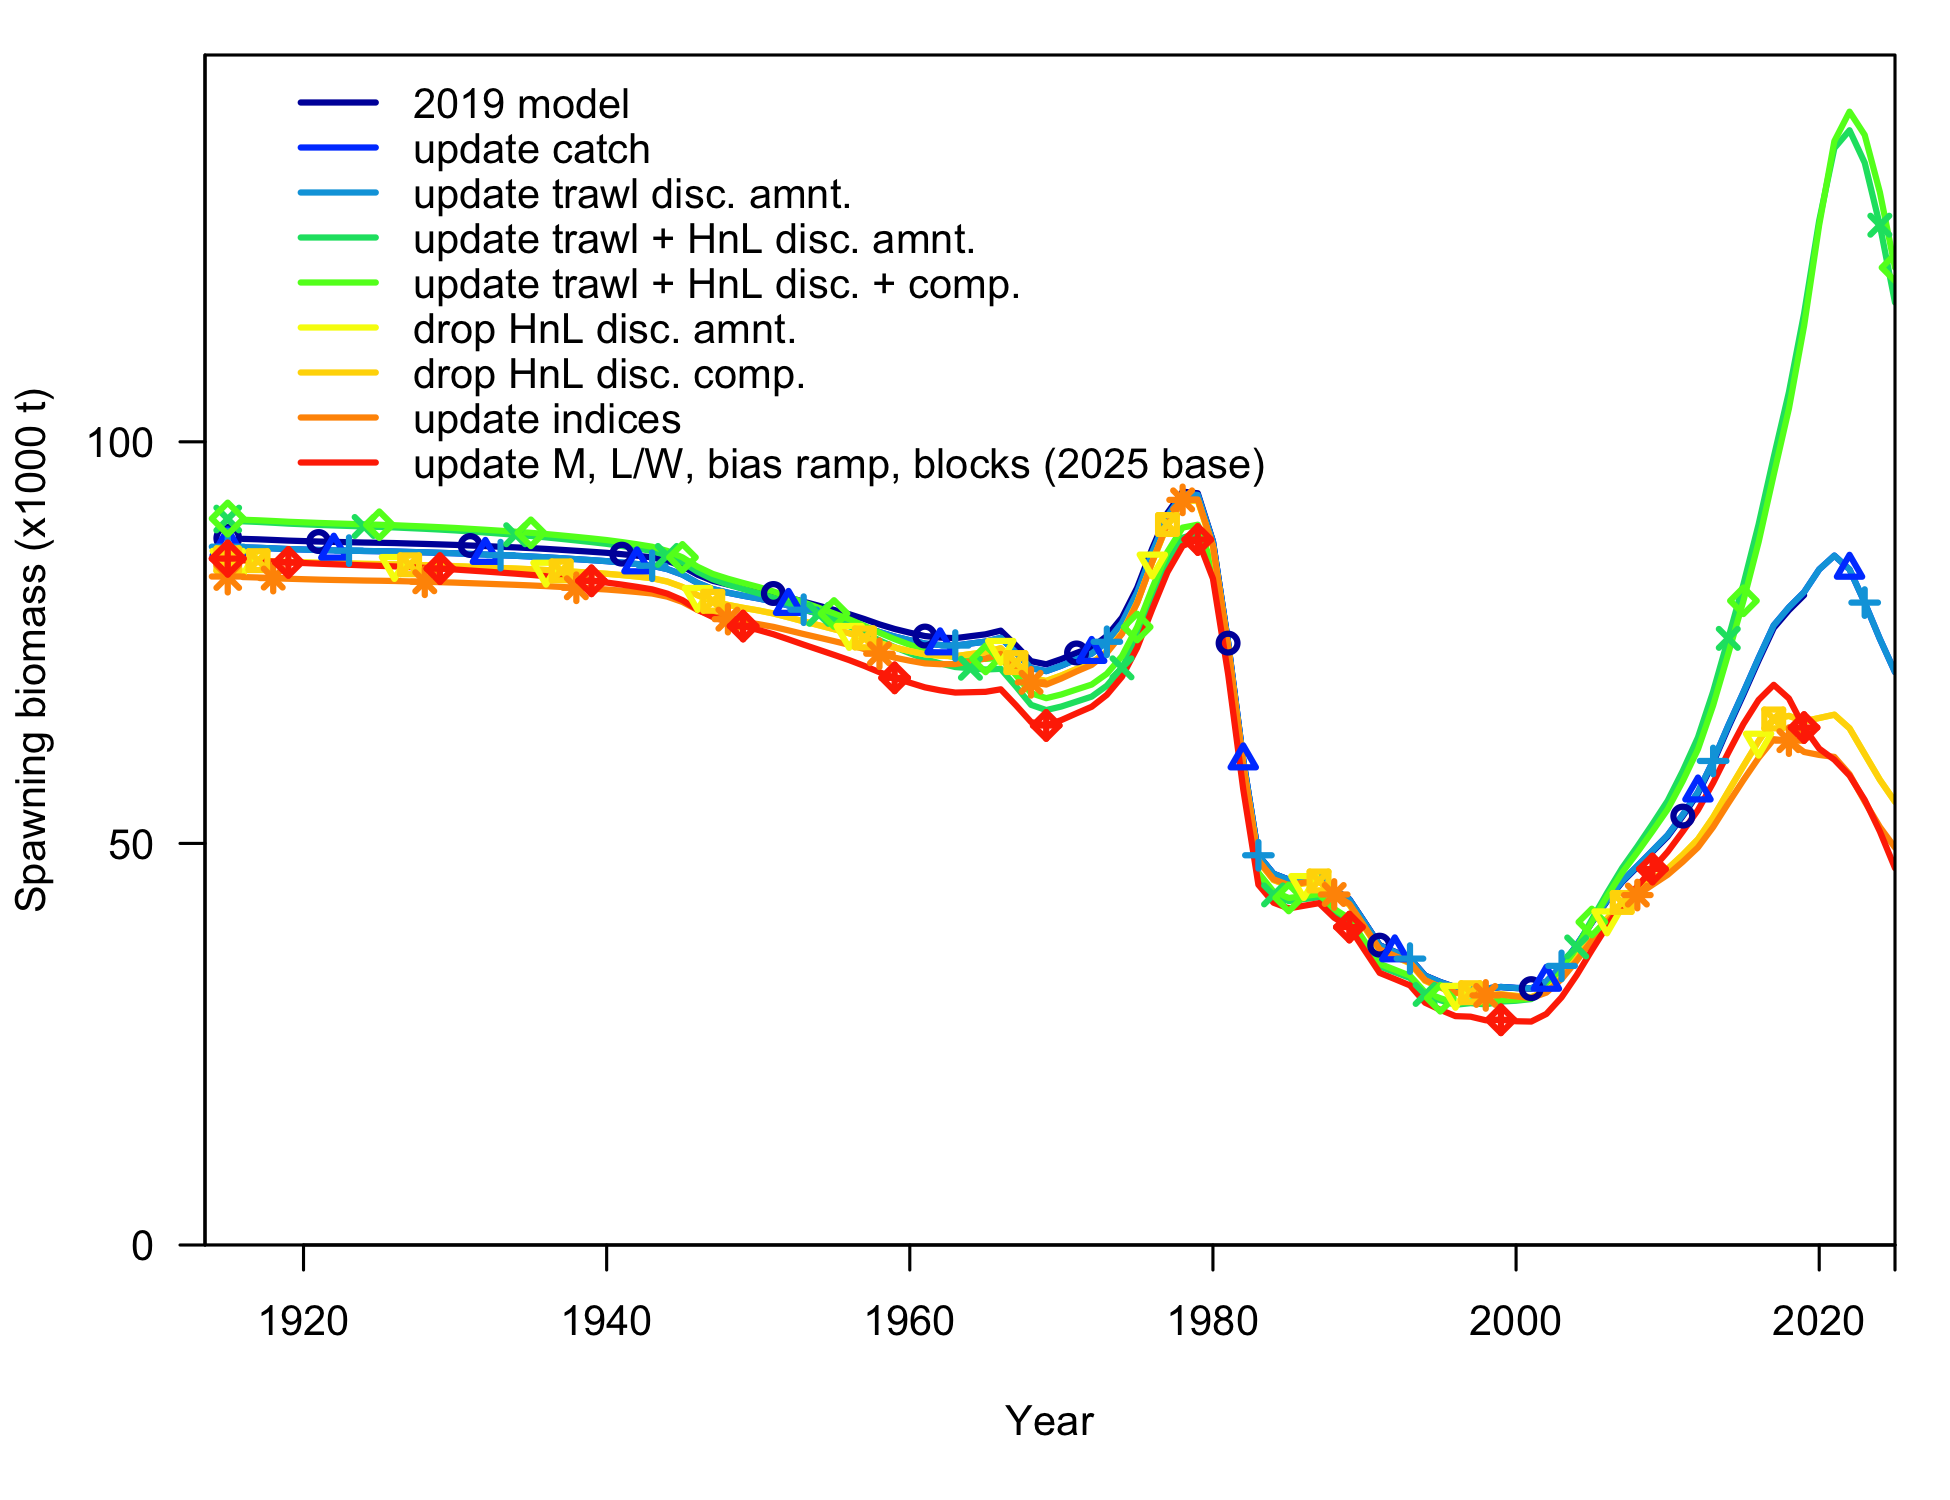 2019 model
update catch
update trawl disc. amnt.
update trawl + HnL disc. amnt.
update trawl + HnL disc. + comp.
drop HnL disc. amnt.
drop HnL disc. comp.
update indices
update M, L/W, bias ramp, blocks (2025 base)
Spawning biomass (x1000 t)
100
50
0
1920 1940 1960 1980 2000 2020
Year